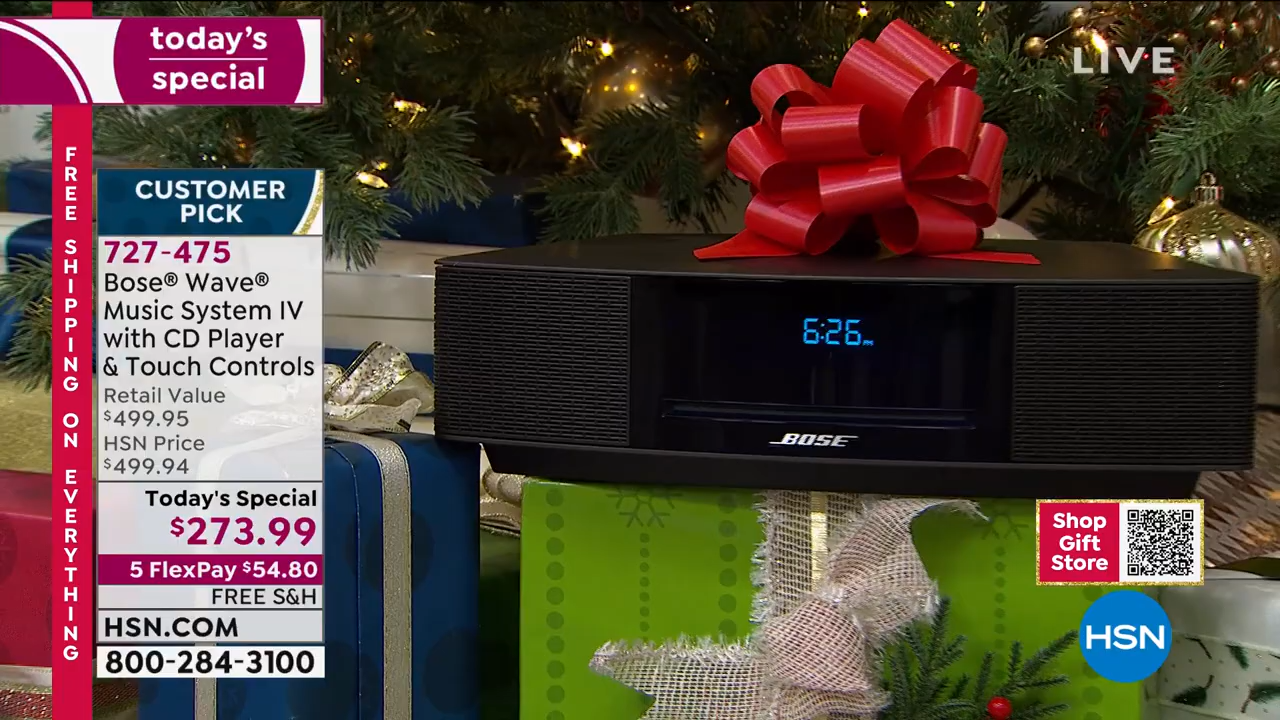 today's
special
LIVE
FREE SHIPPING ON EVERYTHING
CUSTOMER
PICK
727-475
Bose® Wave®
Music System IV
with CD Player
& Touch Controls
Retail Value
$499.95
HSN Price
$499.94
Today's Special
$273.99
5 FlexPay $54.80
FREE S&H
HSN.COM
800-284-3100
6:26 PM
BOSE
Shop
Gift
Store
HSN